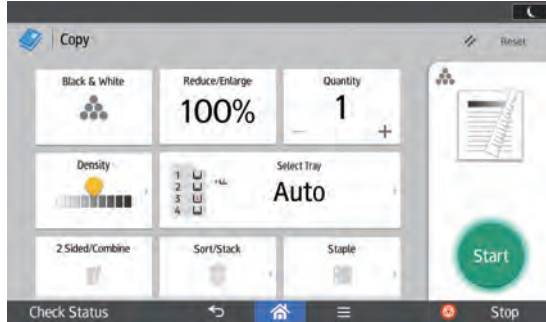 Copy
Reset
Black & White
Reduce/Enlarge
100%
Quantity
1
Density
1
2
3
4
Select Tray
Auto
2 Sided/Combine
Sort/Stack
Staple
Start
Check Status
Stop